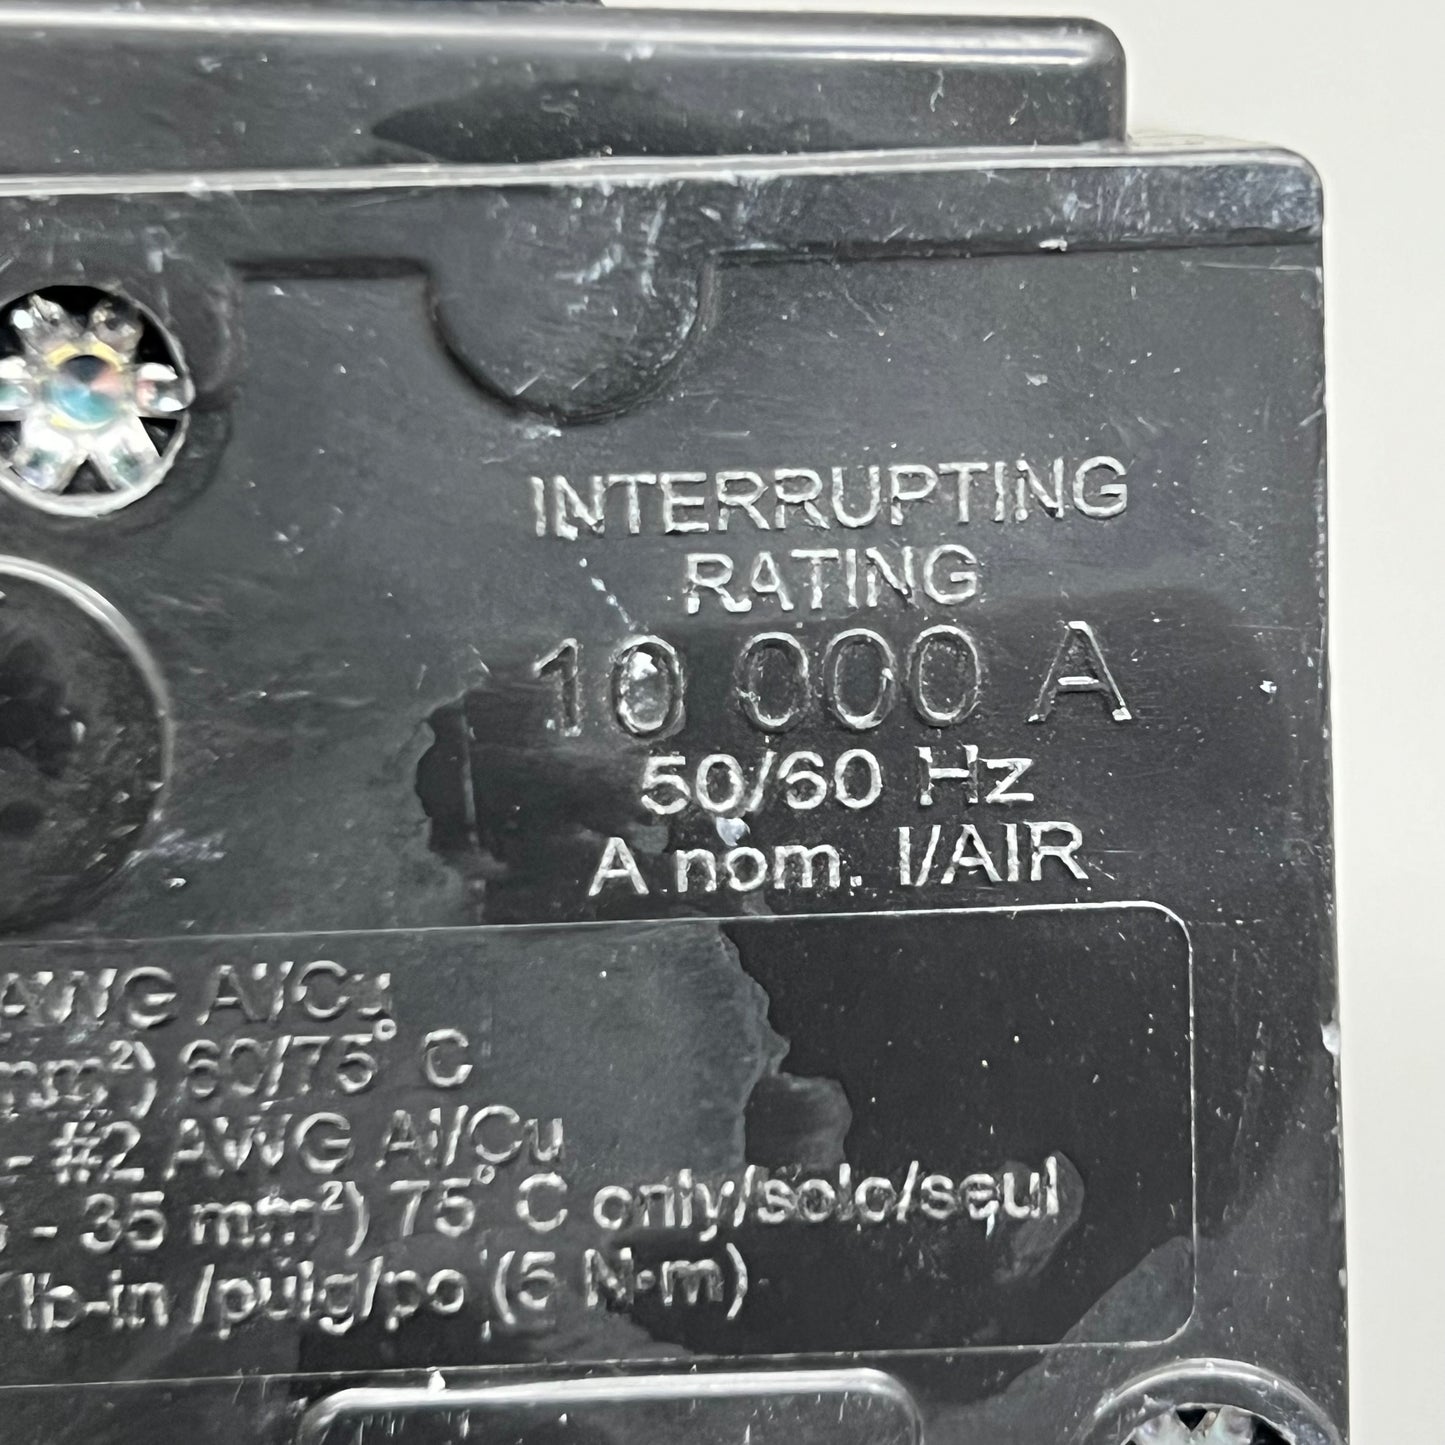 INTERRUPTING
RATING
10 000 A
50/60 Hz
A nom. I/AIR
AWG Al/Cu
mm²) 60/75° C
- #2 AWG Al/Cu
- 35 mm²) 75° C only/solo/seul
lb-in /pulg/po (5 N·m)